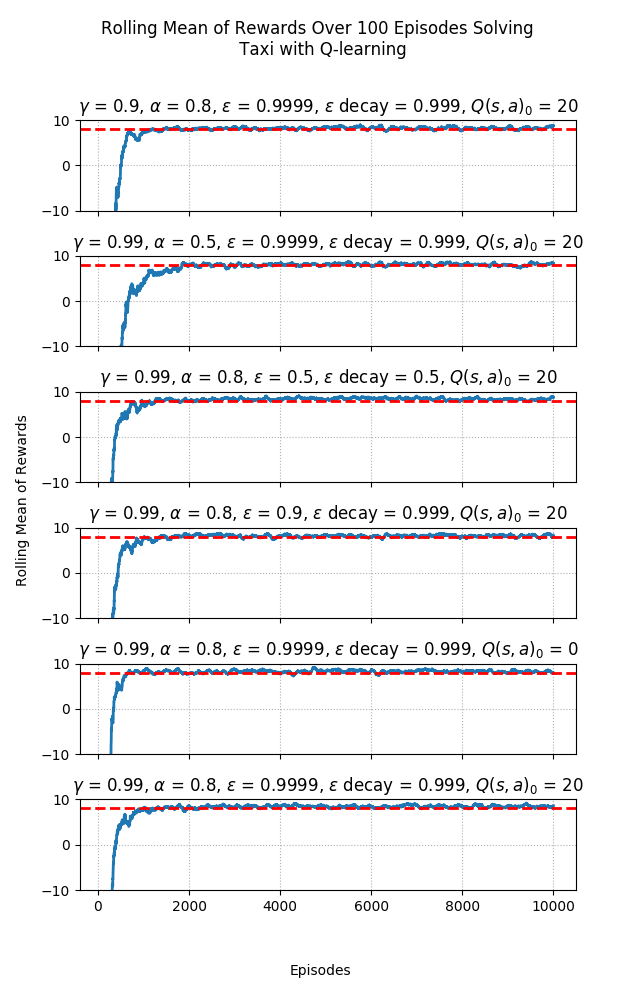 Rolling Mean of Rewards Over 100 Episodes Solving
Taxi with Q-learning
γ = 0.9, α = 0.8, ε = 0.9999, ε decay = 0.999, Q(s, a)₀ = 20
10
0
−10
γ = 0.99, α = 0.5, ε = 0.9999, ε decay = 0.999, Q(s, a)₀ = 20
10
0
−10
γ = 0.99, α = 0.8, ε = 0.5, ε decay = 0.5, Q(s, a)₀ = 20
10
0
−10
Rolling Mean of Rewards
γ = 0.99, α = 0.8, ε = 0.9, ε decay = 0.999, Q(s, a)₀ = 20
10
0
−10
γ = 0.99, α = 0.8, ε = 0.9999, ε decay = 0.999, Q(s, a)₀ = 0
10
0
−10
γ = 0.99, α = 0.8, ε = 0.9999, ε decay = 0.999, Q(s, a)₀ = 20
10
0
−10
0 2000 4000 6000 8000 10000
Episodes